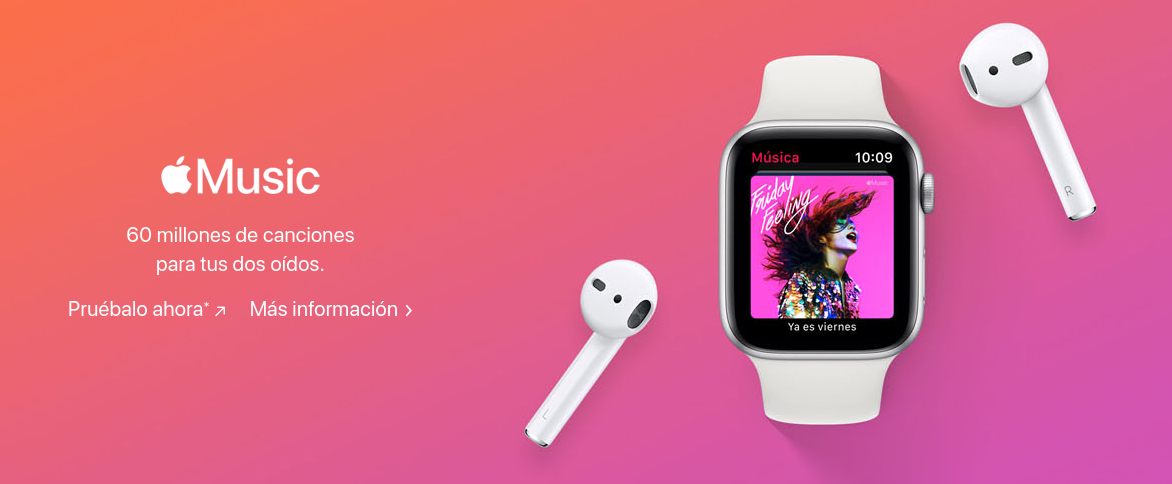 Music
60 millones de canciones
para tus dos oídos.
Pruébalo ahora* ↗ Más información ›
Música 10:09
Friday
Feeling
Music
Ya es viernes
L
R